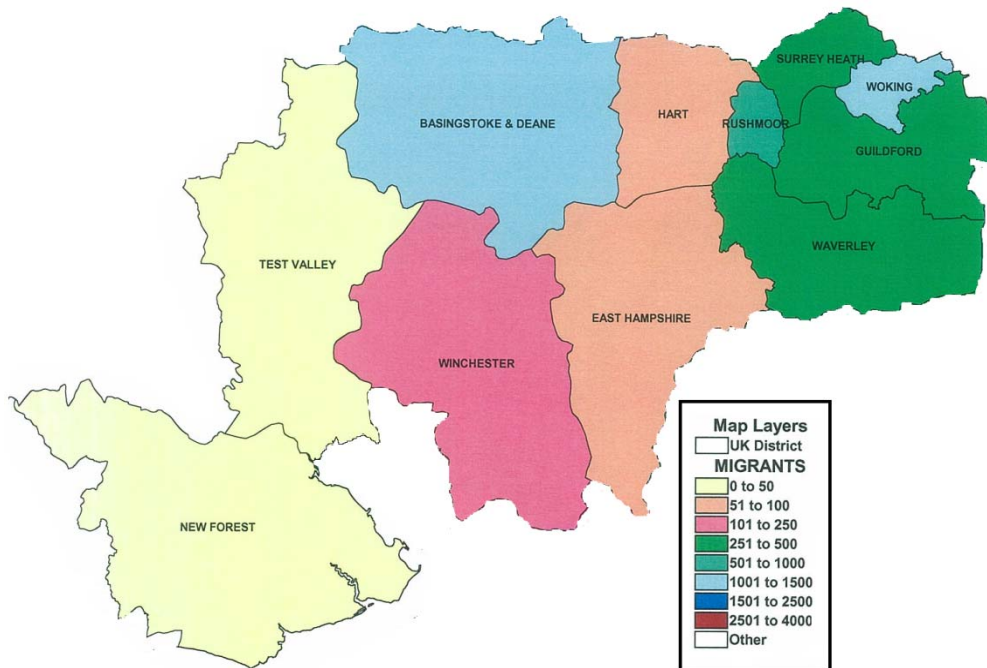 SURREY HEATH
WOKING
BASINGSTOKE & DEANE
HART
RUSHMOOR
GUILDFORD
TEST VALLEY
WAVERLEY
EAST HAMPSHIRE
WINCHESTER
NEW FOREST
Map Layers
UK District
MIGRANTS
0 to 50
51 to 100
101 to 250
251 to 500
501 to 1000
1001 to 1500
1501 to 2500
2501 to 4000
Other